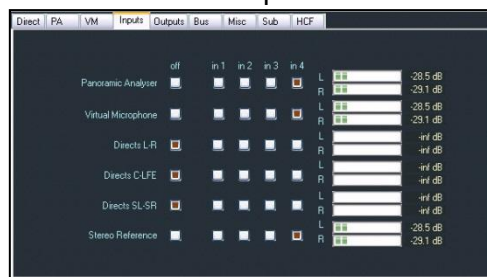 Direct PA VM Inputs Outputs Bus Misc Sub HCF
off in 1 in 2 in 3 in 4
Panoramic Analyser L -28.5 dB
R -29.1 dB
Virtual Microphone L -28.5 dB
R -29.1 dB
Directs L-R L -inf dB
R -inf dB
Directs C-LFE L -inf dB
R -inf dB
Directs SL-SR L -inf dB
R -inf dB
Stereo Reference L -28.5 dB
R -29.1 dB